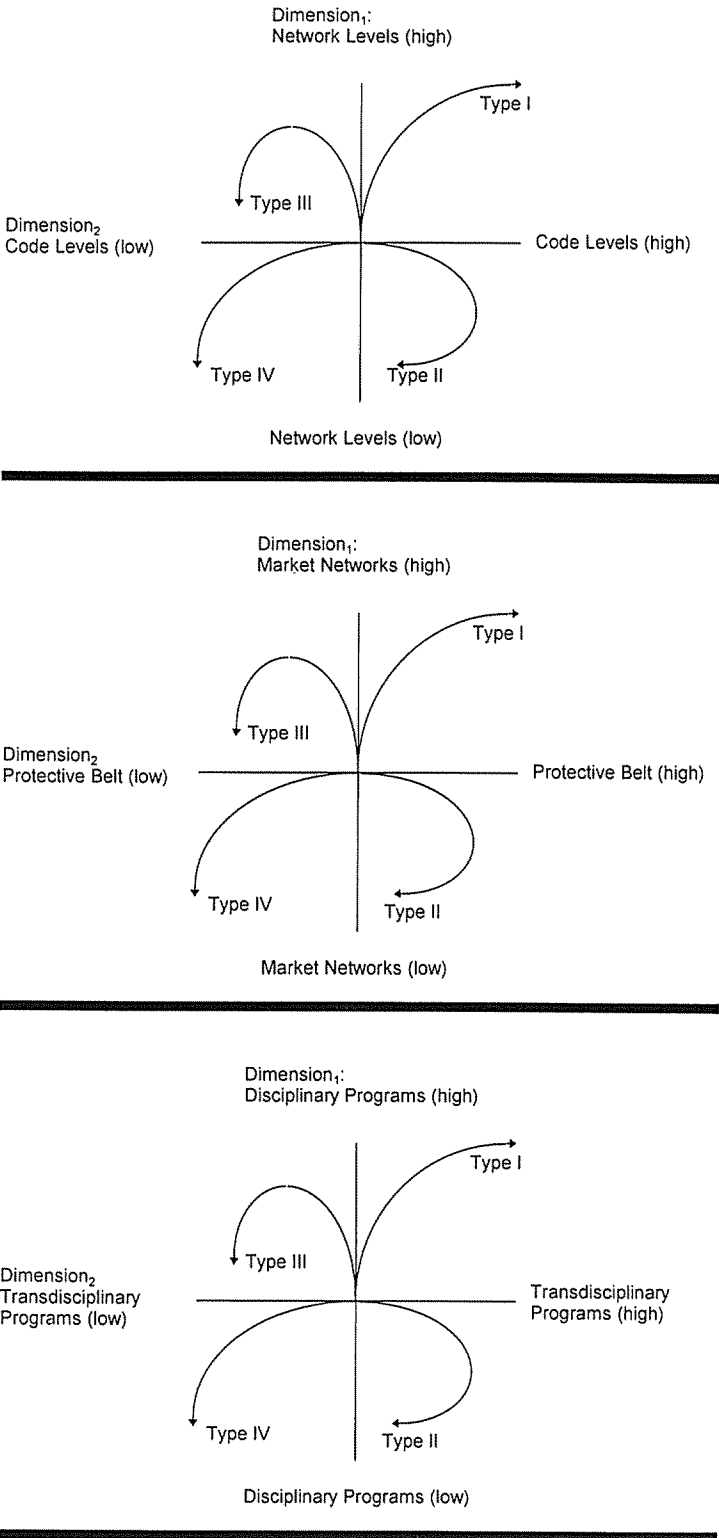 Dimension₁:
Network Levels (high)
Type I
Type III
Dimension₂
Code Levels (low)
Code Levels (high)
Type IV
Type II
Network Levels (low)
Dimension₁:
Market Networks (high)
Type I
Type III
Dimension₂
Protective Belt (low)
Protective Belt (high)
Type IV
Type II
Market Networks (low)
Dimension₁:
Disciplinary Programs (high)
Type I
Type III
Dimension₂
Transdisciplinary
Programs (low)
Transdisciplinary
Programs (high)
Type IV
Type II
Disciplinary Programs (low)